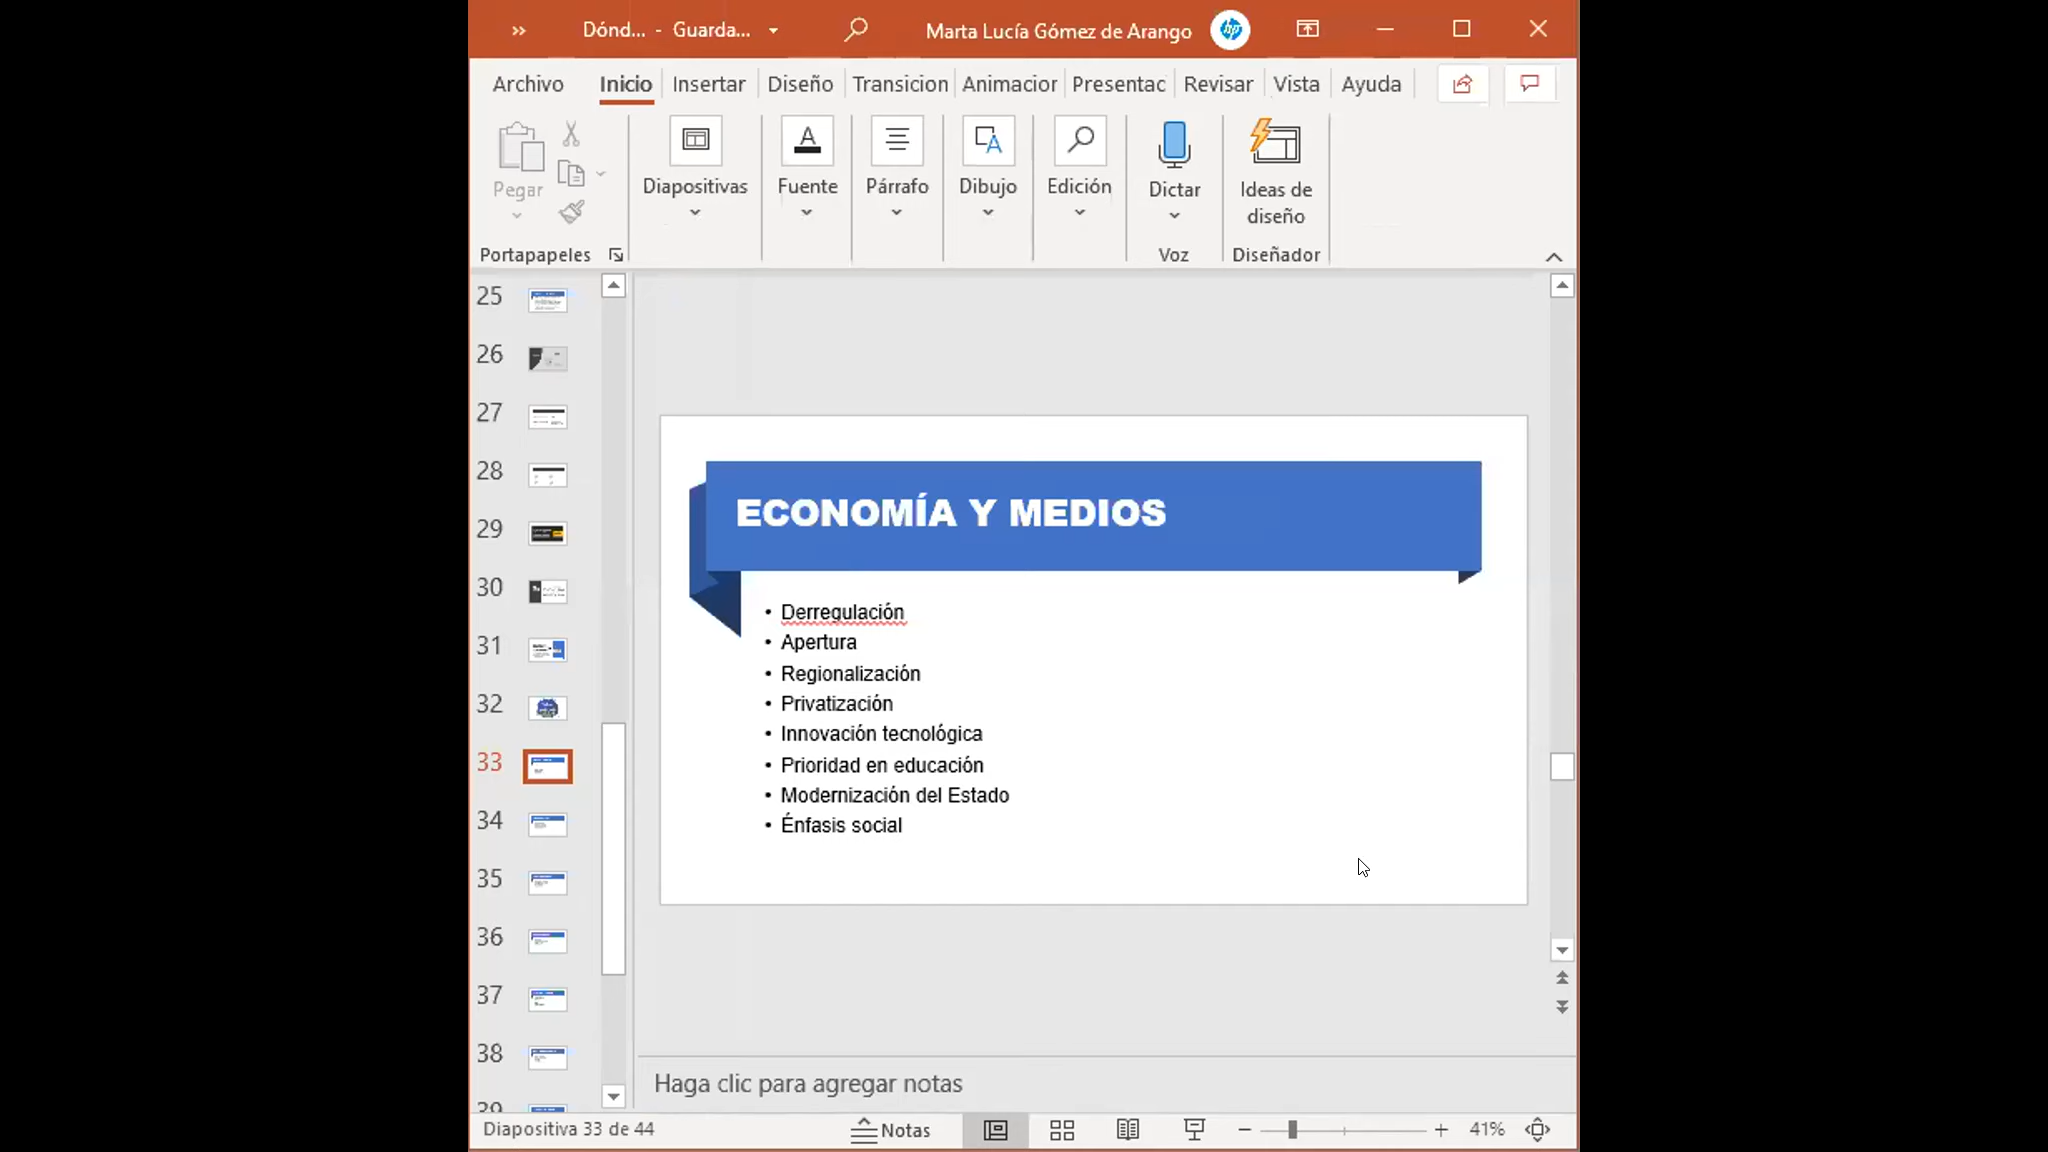 Dónd... - Guarda...
Marta Lucía Gómez de Arango
Archivo Inicio Insertar Diseño Transicion Animacior Presentac Revisar Vista Ayuda
Pegar
Diapositivas
Fuente
Párrafo
Dibujo
Edición
Dictar
Ideas de
diseño
Portapapeles
Voz
Diseñador
25
26
27
28
29
30
31
32
33
34
35
36
37
38
39
ECONOMÍA Y MEDIOS
• Derregulación
• Apertura
• Regionalización
• Privatización
• Innovación tecnológica
• Prioridad en educación
• Modernización del Estado
• Énfasis social
Haga clic para agregar notas
Diapositiva 33 de 44
Notas
41%